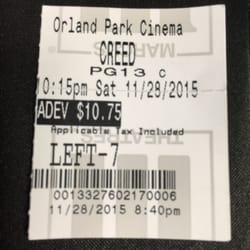 Orland Park Cinema
CREED
PG13 C
10:15pm Sat 11/28/2015
ADEV $10.75
Applicable Tax Included
LEFT-7
0013327602170006
11/28/2015 8:40pm